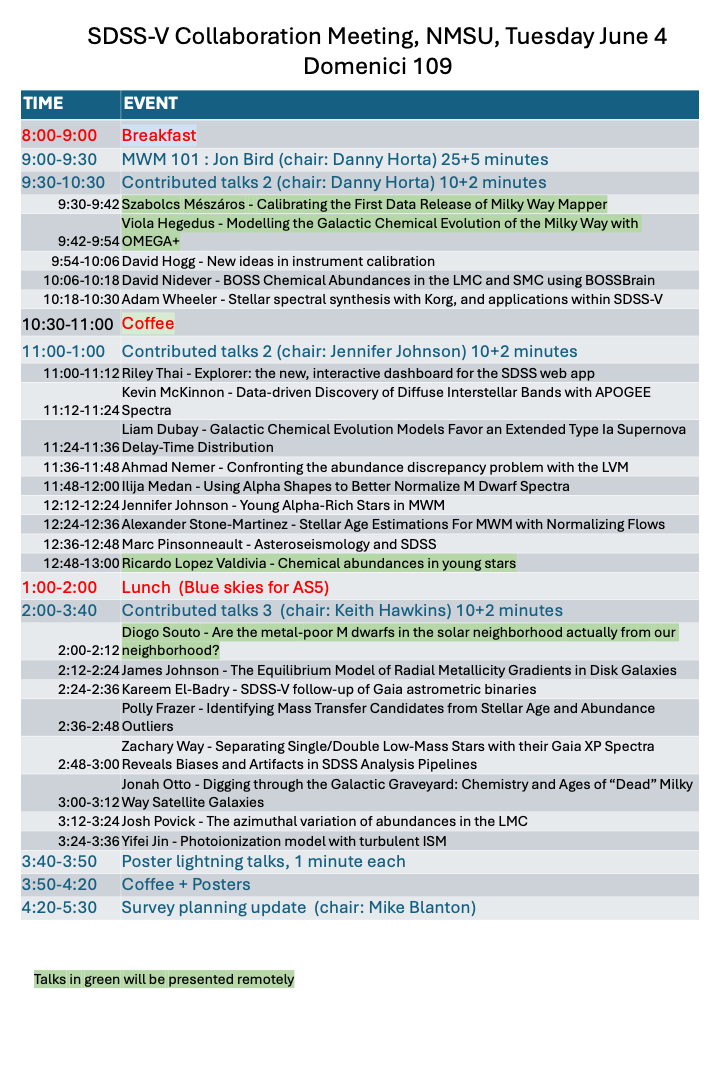 SDSS-V Collaboration Meeting, NMSU, Tuesday June 4
Domenici 109
TIME EVENT
8:00-9:00 Breakfast
9:00-9:30 MWM 101 : Jon Bird (chair: Danny Horta) 25+5 minutes
9:30-10:30 Contributed talks 2 (chair: Danny Horta) 10+2 minutes
9:30-9:42 Szabolcs Mészáros - Calibrating the First Data Release of Milky Way Mapper
Viola Hegedus - Modelling the Galactic Chemical Evolution of the Milky Way with
9:42-9:54 OMEGA+
9:54-10:06 David Hogg - New ideas in instrument calibration
10:06-10:18 David Nidever - BOSS Chemical Abundances in the LMC and SMC using BOSSBrain
10:18-10:30 Adam Wheeler - Stellar spectral synthesis with Korg, and applications within SDSS-V
10:30-11:00 Coffee
11:00-1:00 Contributed talks 2 (chair: Jennifer Johnson) 10+2 minutes
11:00-11:12 Riley Thai - Explorer: the new, interactive dashboard for the SDSS web app
Kevin McKinnon - Data-driven Discovery of Diffuse Interstellar Bands with APOGEE
11:12-11:24 Spectra
Liam Dubay - Galactic Chemical Evolution Models Favor an Extended Type Ia Supernova
11:24-11:36 Delay-Time Distribution
11:36-11:48 Ahmad Nemer - Confronting the abundance discrepancy problem with the LVM
11:48-12:00 Ilija Medan - Using Alpha Shapes to Better Normalize M Dwarf Spectra
12:12-12:24 Jennifer Johnson - Young Alpha-Rich Stars in MWM
12:24-12:36 Alexander Stone-Martinez - Stellar Age Estimations For MWM with Normalizing Flows
12:36-12:48 Marc Pinsonneault - Asteroseismology and SDSS
12:48-13:00 Ricardo Lopez Valdivia - Chemical abundances in young stars
1:00-2:00 Lunch (Blue skies for AS5)
2:00-3:40 Contributed talks 3 (chair: Keith Hawkins) 10+2 minutes
Diogo Souto - Are the metal-poor M dwarfs in the solar neighborhood actually from our
2:00-2:12 neighborhood?
2:12-2:24 James Johnson - The Equilibrium Model of Radial Metallicity Gradients in Disk Galaxies
2:24-2:36 Kareem El-Badry - SDSS-V follow-up of Gaia astrometric binaries
Polly Frazer - Identifying Mass Transfer Candidates from Stellar Age and Abundance
2:36-2:48 Outliers
Zachary Way - Separating Single/Double Low-Mass Stars with their Gaia XP Spectra
2:48-3:00 Reveals Biases and Artifacts in SDSS Analysis Pipelines
Jonah Otto - Digging through the Galactic Graveyard: Chemistry and Ages of “Dead” Milky
3:00-3:12 Way Satellite Galaxies
3:12-3:24 Josh Povick - The azimuthal variation of abundances in the LMC
3:24-3:36 Yifei Jin - Photoionization model with turbulent ISM
3:40-3:50 Poster lightning talks, 1 minute each
3:50-4:20 Coffee + Posters
4:20-5:30 Survey planning update (chair: Mike Blanton)
Talks in green will be presented remotely